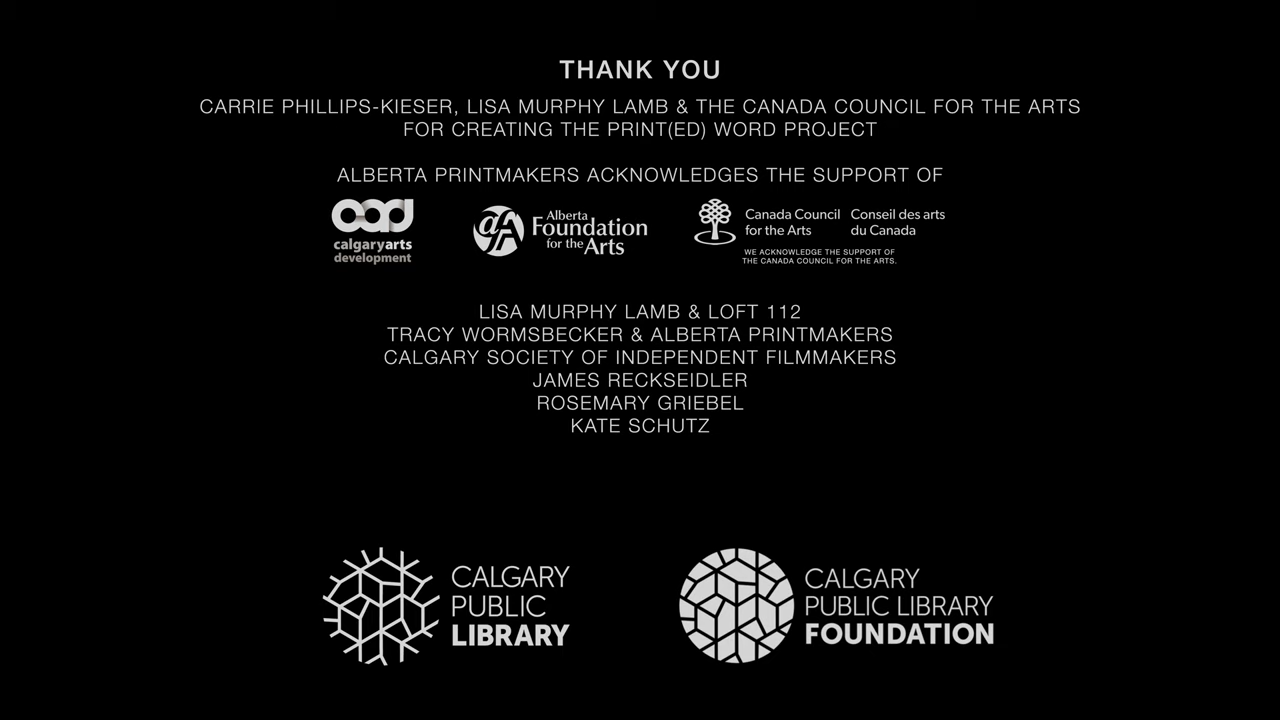 THANK YOU
CARRIE PHILLIPS-KIESER, LISA MURPHY LAMB & THE CANADA COUNCIL FOR THE ARTS
FOR CREATING THE PRINT(ED) WORD PROJECT
ALBERTA PRINTMAKERS ACKNOWLEDGES THE SUPPORT OF
cad
calgaryarts
development
aFA
Alberta
Foundation
for the
Arts
Canada Council
for the Arts
Conseil des arts
du Canada
WE ACKNOWLEDGE THE SUPPORT OF
THE CANADA COUNCIL FOR THE ARTS.
LISA MURPHY LAMB & LOFT 112
TRACY WORMSBECKER & ALBERTA PRINTMAKERS
CALGARY SOCIETY OF INDEPENDENT FILMMAKERS
JAMES RECKSEIDLER
ROSEMARY GRIEBEL
KATE SCHUTZ
CALGARY
PUBLIC
LIBRARY
CALGARY
PUBLIC LIBRARY
FOUNDATION